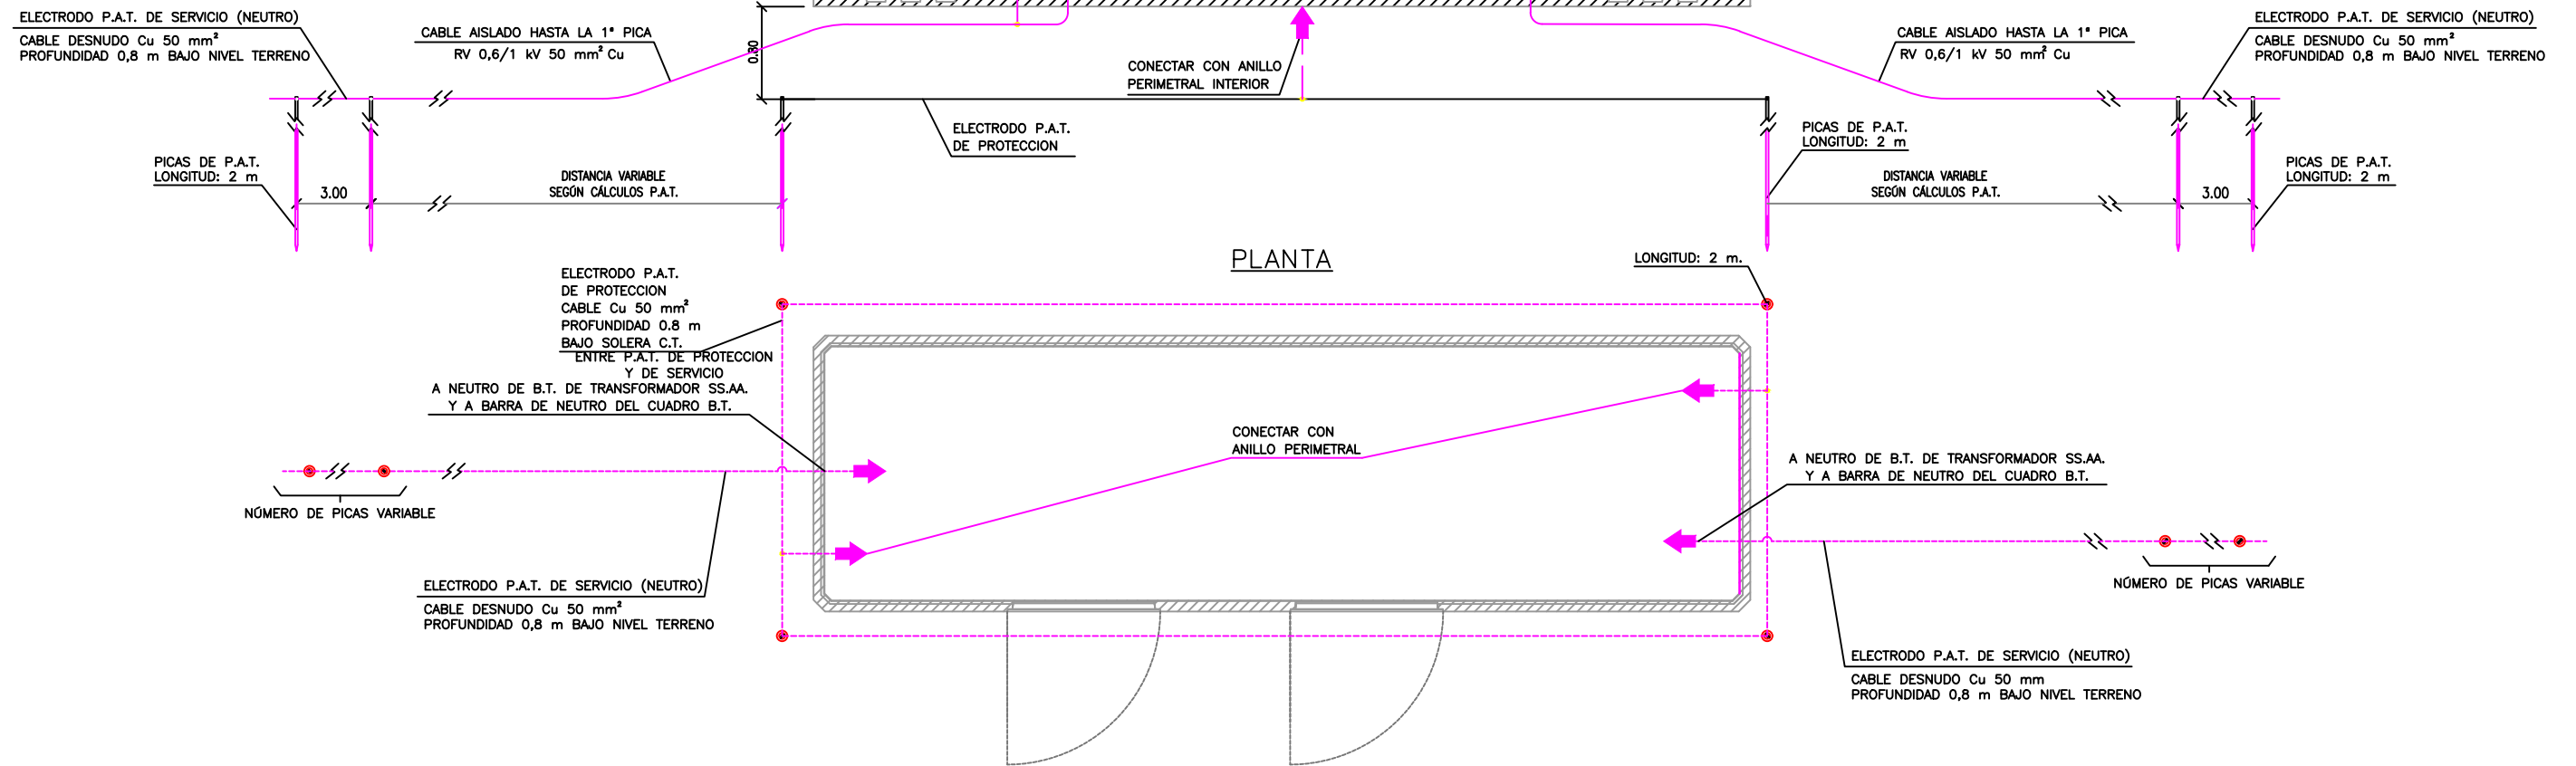 ELECTRODO P.A.T. DE SERVICIO (NEUTRO)
CABLE DESNUDO Cu 50 mm²
PROFUNDIDAD 0,8 m BAJO NIVEL TERRENO
CABLE AISLADO HASTA LA 1ª PICA
RV 0,6/1 kV 50 mm² Cu
0.80
CONECTAR CON ANILLO
PERIMETRAL INTERIOR
CABLE AISLADO HASTA LA 1ª PICA
RV 0,6/1 kV 50 mm² Cu
ELECTRODO P.A.T. DE SERVICIO (NEUTRO)
CABLE DESNUDO Cu 50 mm²
PROFUNDIDAD 0,8 m BAJO NIVEL TERRENO
ELECTRODO P.A.T.
DE PROTECCION
PICAS DE P.A.T.
LONGITUD: 2 m
PICAS DE P.A.T.
LONGITUD: 2 m
PICAS DE P.A.T.
LONGITUD: 2 m
3.00
DISTANCIA VARIABLE
SEGÚN CÁLCULOS P.A.T.
DISTANCIA VARIABLE
SEGÚN CÁLCULOS P.A.T.
3.00
PLANTA
LONGITUD: 2 m.
ELECTRODO P.A.T.
DE PROTECCION
CABLE Cu 50 mm²
PROFUNDIDAD 0.8 m
BAJO SOLERA C.T.
ENTRE P.A.T. DE PROTECCION
Y DE SERVICIO
A NEUTRO DE B.T. DE TRANSFORMADOR SS.AA.
Y A BARRA DE NEUTRO DEL CUADRO B.T.
CONECTAR CON
ANILLO PERIMETRAL
A NEUTRO DE B.T. DE TRANSFORMADOR SS.AA.
Y A BARRA DE NEUTRO DEL CUADRO B.T.
NÚMERO DE PICAS VARIABLE
NÚMERO DE PICAS VARIABLE
ELECTRODO P.A.T. DE SERVICIO (NEUTRO)
CABLE DESNUDO Cu 50 mm²
PROFUNDIDAD 0,8 m BAJO NIVEL TERRENO
ELECTRODO P.A.T. DE SERVICIO (NEUTRO)
CABLE DESNUDO Cu 50 mm
PROFUNDIDAD 0,8 m BAJO NIVEL TERRENO